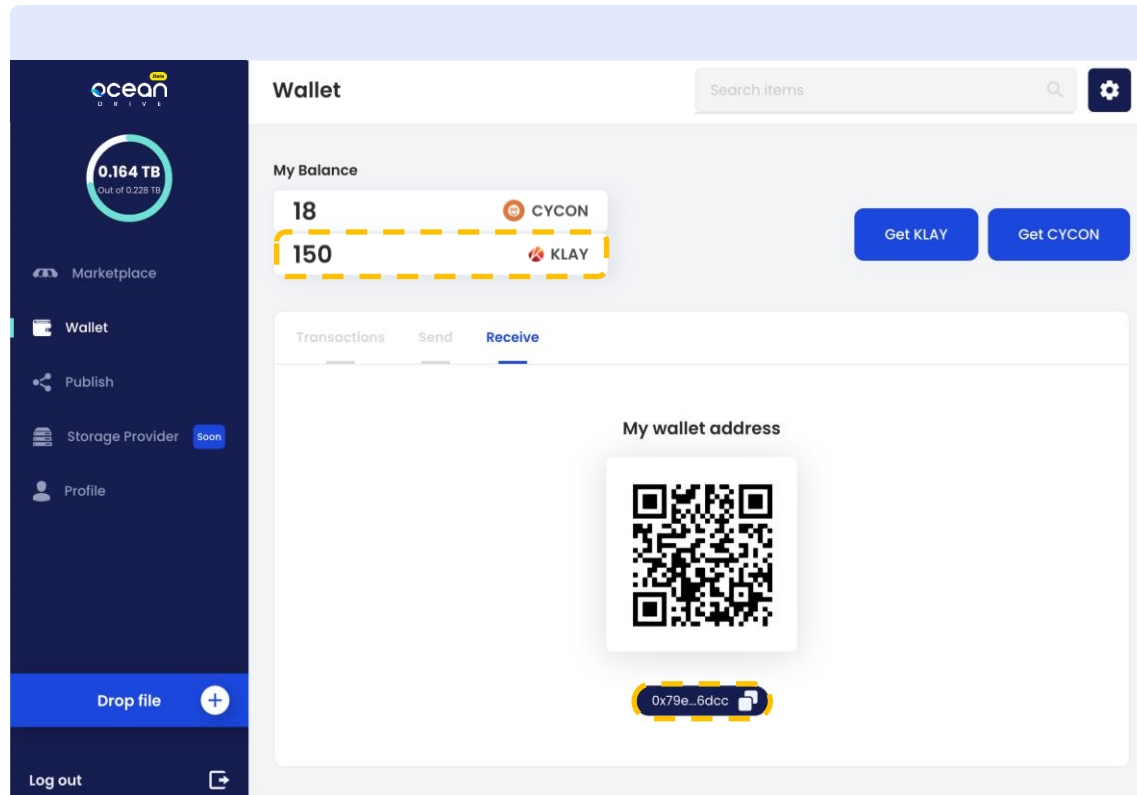 Beta
ocean
DRIVE
0.164 TB
Out of 0.228 TB
Marketplace
Wallet
Publish
Storage Provider Soon
Profile
Drop file
Log out
Wallet
Search items
My Balance
18 CYCON
150 KLAY
Get KLAY Get CYCON
Transactions Send Receive
My wallet address
0x79e...6dcc